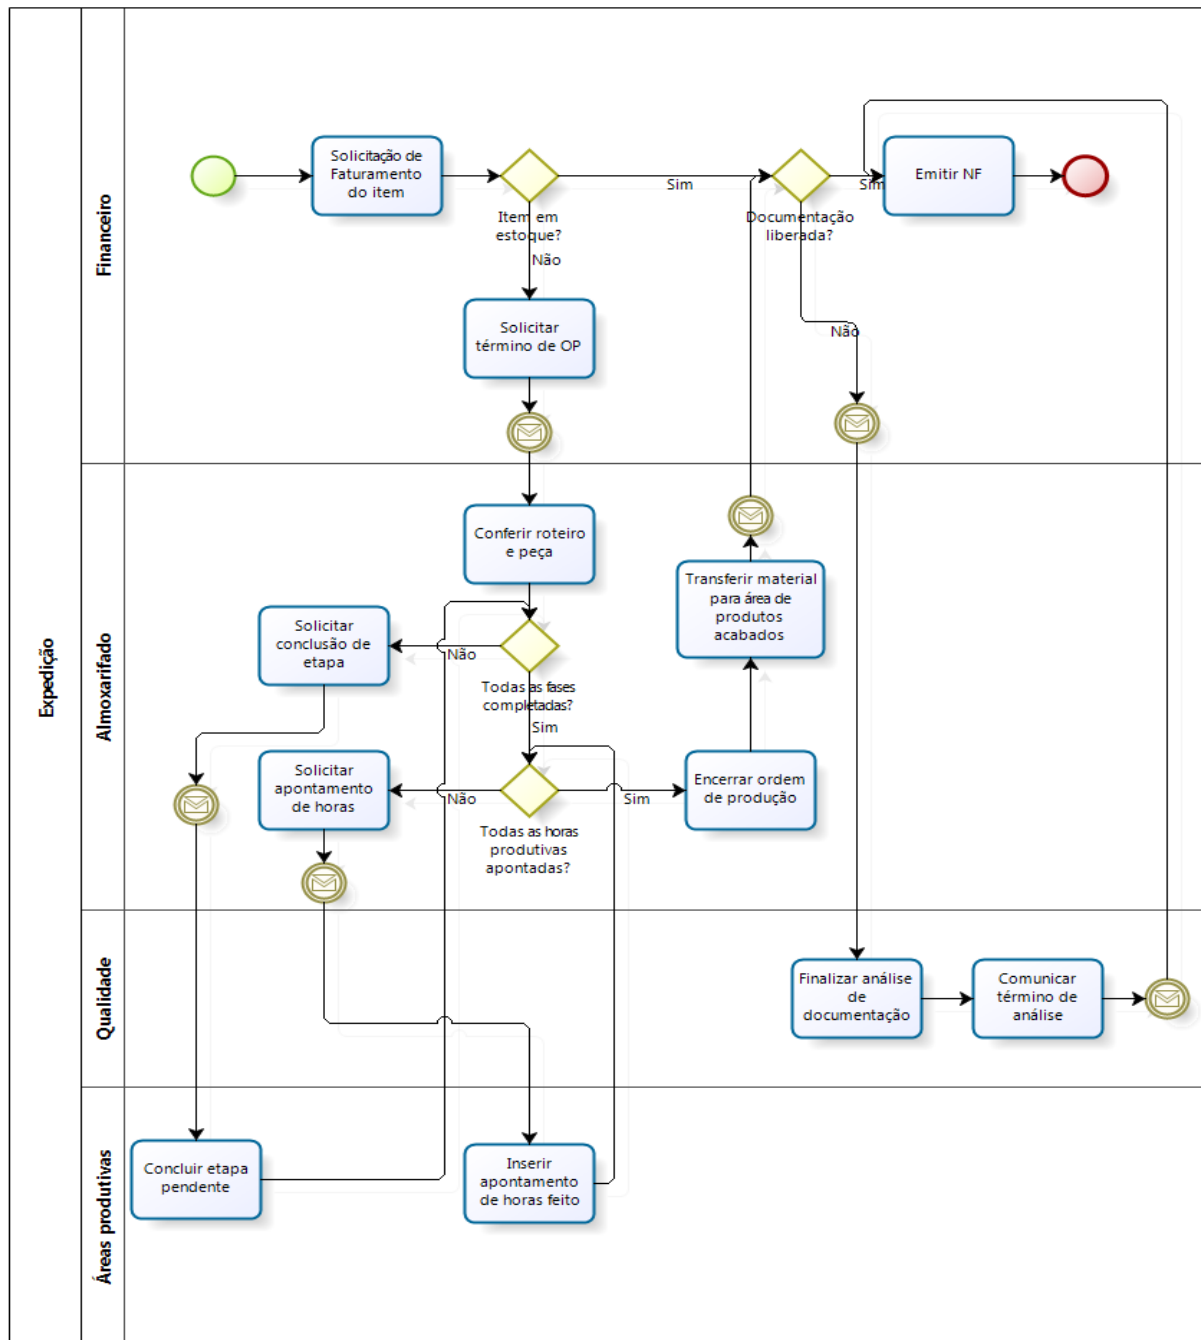 Expedição
Financeiro
Solicitação de
Faturamento
do item
Item em
estoque?
Sim
Não
Documentação
liberada?
Sim
Não
Emitir NF
Solicitar
término de OP
Almoxarifado
Conferir roteiro
e peça
Transferir material
para área de
produtos
acabados
Solicitar
conclusão de
etapa
Não
Todas as fases
completadas?
Sim
Solicitar
apontamento
de horas
Não
Sim
Todas as horas
produtivas
apontadas?
Encerrar ordem
de produção
Qualidade
Finalizar análise
de
documentação
Comunicar
término de
análise
Áreas produtivas
Concluir etapa
pendente
Inserir
apontamento
de horas feito